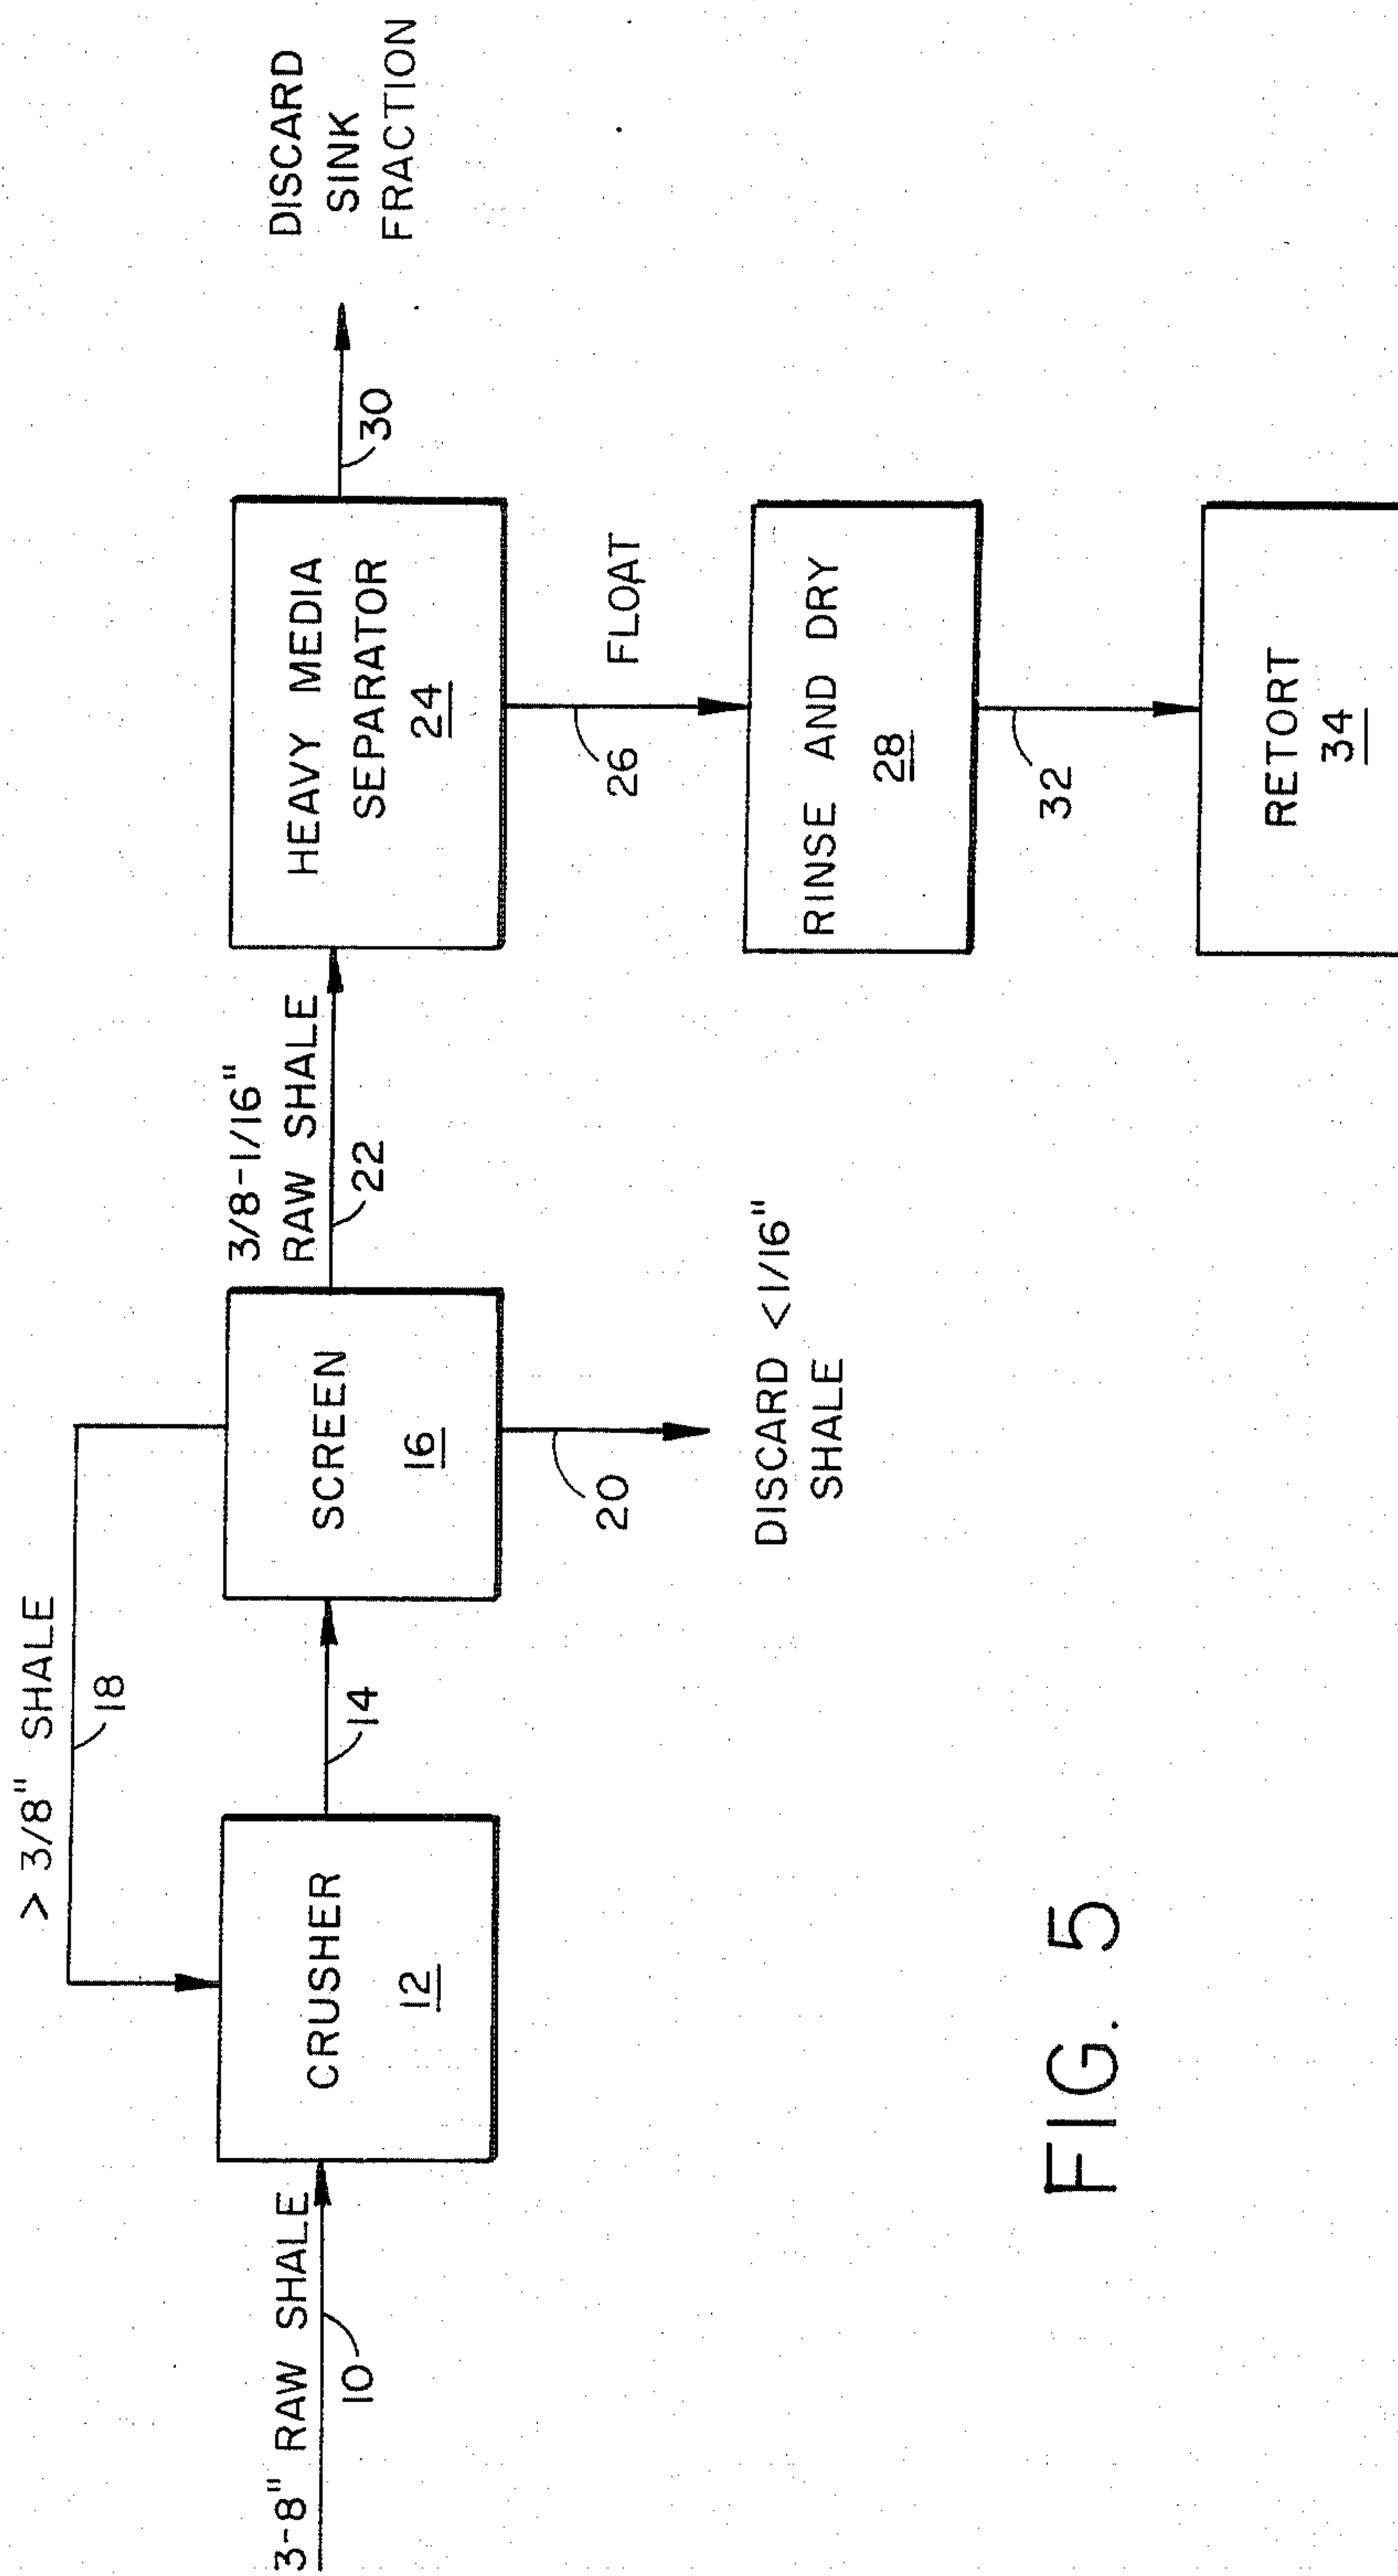 > 3/8" SHALE
18
3-8" RAW SHALE
10
CRUSHER
12
14
SCREEN
16
20
DISCARD <1/16"
SHALE
3/8-1/16"
RAW SHALE
22
HEAVY MEDIA
SEPARATOR
24
30
DISCARD
SINK
FRACTION
26
FLOAT
RINSE AND DRY
28
32
RETORT
34
FIG. 5